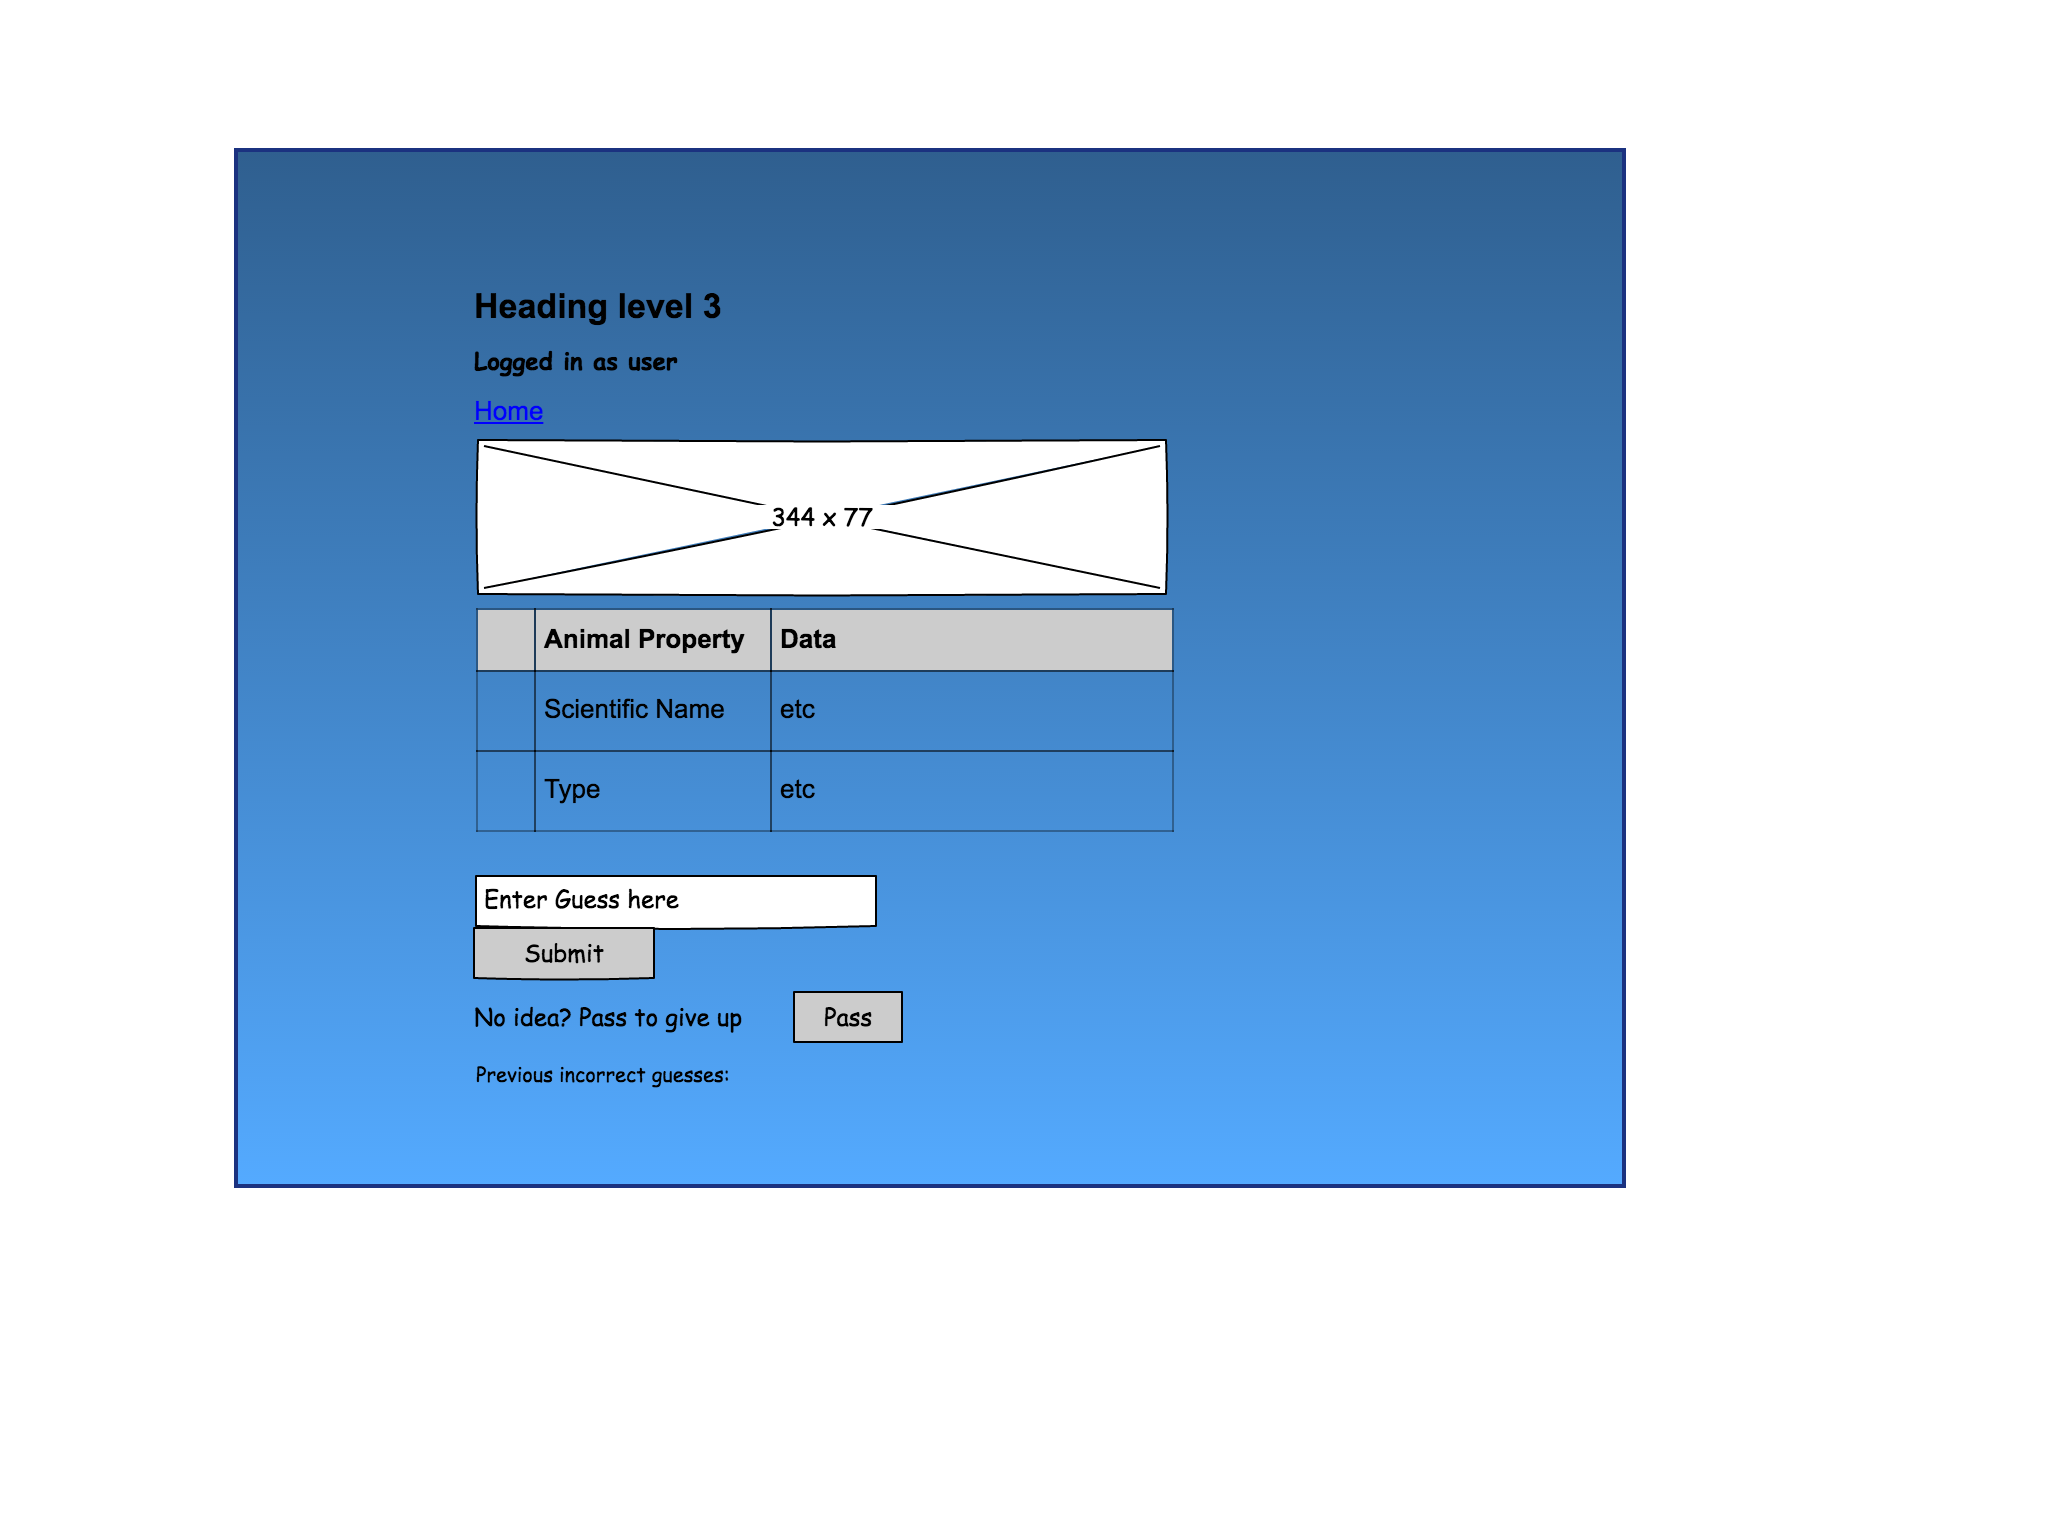 Heading level 3
Logged in as user
Home
344 x 77
Animal Property Data
Scientific Name etc
Type etc
Enter Guess here
Submit
No idea? Pass to give up Pass
Previous incorrect guesses: